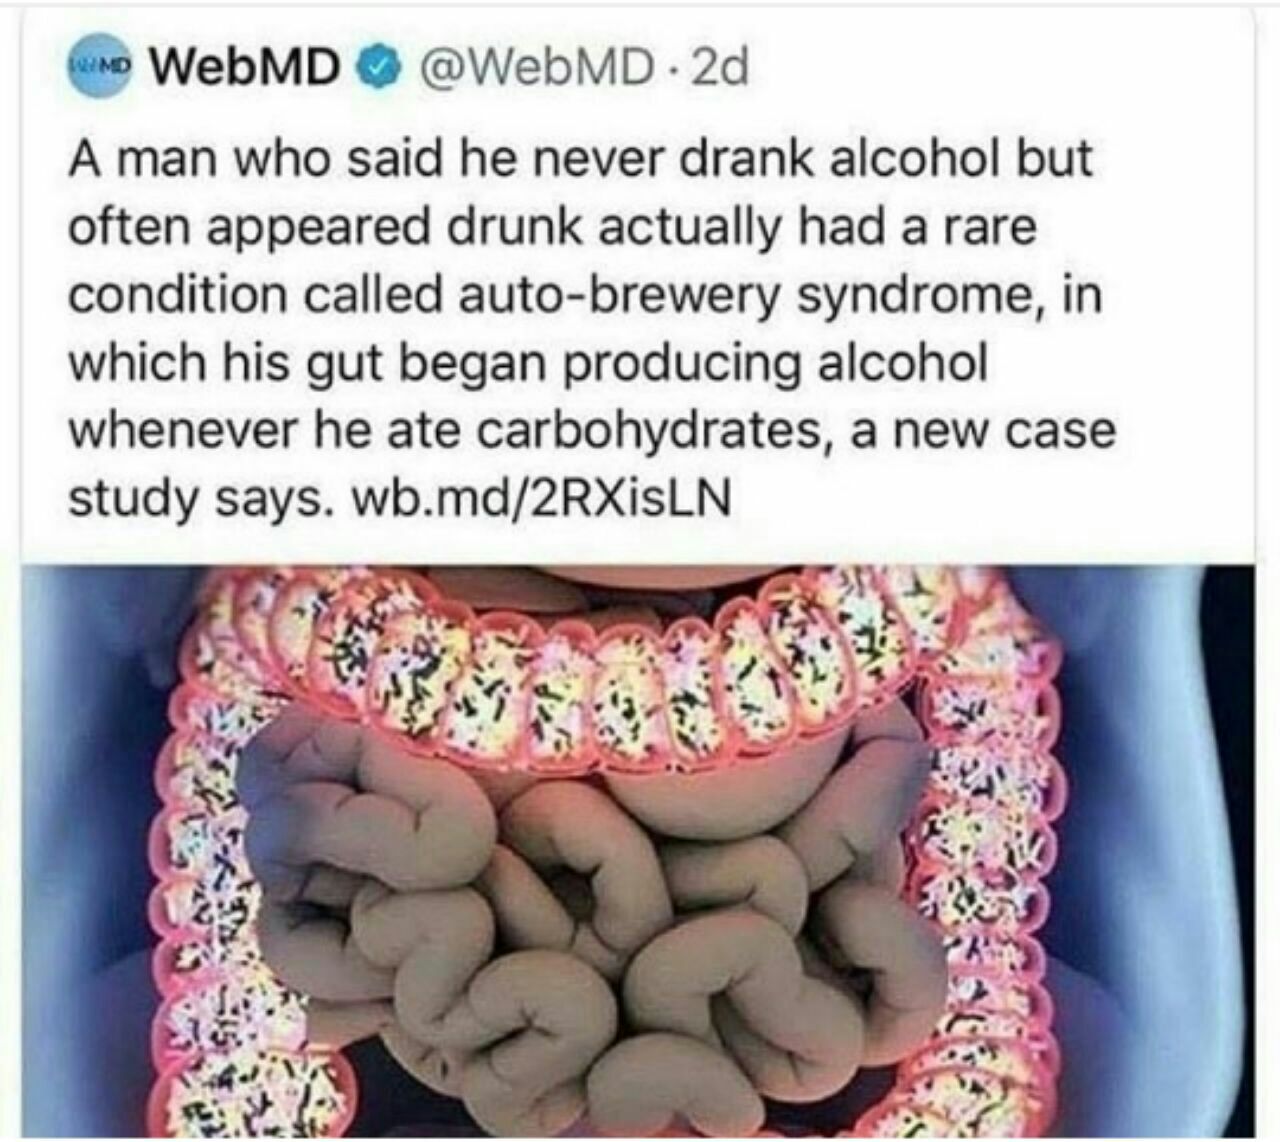 WebMD @WebMD · 2d
A man who said he never drank alcohol but
often appeared drunk actually had a rare
condition called auto-brewery syndrome, in
which his gut began producing alcohol
whenever he ate carbohydrates, a new case
study says. wb.md/2RXisLN